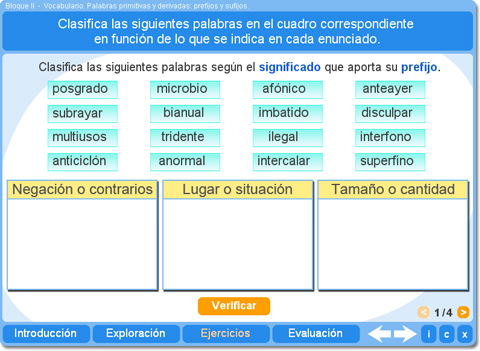 Bloque II - Vocabulario. Palabras primitivas y derivadas: prefijos y sufijos.
Clasifica las siguientes palabras en el cuadro correspondiente
en función de lo que se indica en cada enunciado.
Clasifica las siguientes palabras según el significado que aporta su prefijo.
posgrado microbio afónico anteayer
subrayar bianual imbatido disculpar
multiusos tridente ilegal interfono
anticiclón anormal intercalar superfino
Negación o contrarios Lugar o situación Tamaño o cantidad
Verificar
< 1/4 >
Introducción Exploración Ejercicios Evaluación i c x